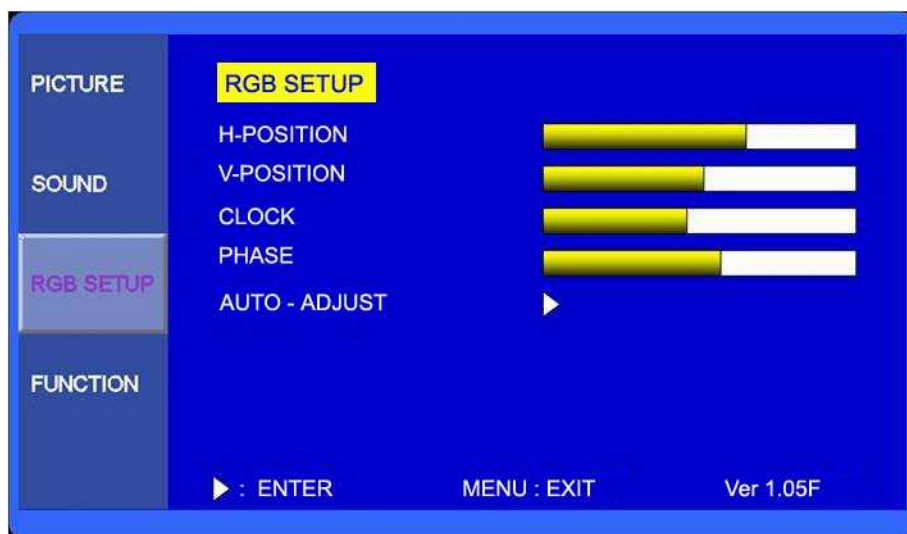 PICTURE
SOUND
RGB SETUP
FUNCTION
RGB SETUP
H-POSITION
V-POSITION
CLOCK
PHASE
AUTO - ADJUST
: ENTER MENU : EXIT Ver 1.05F